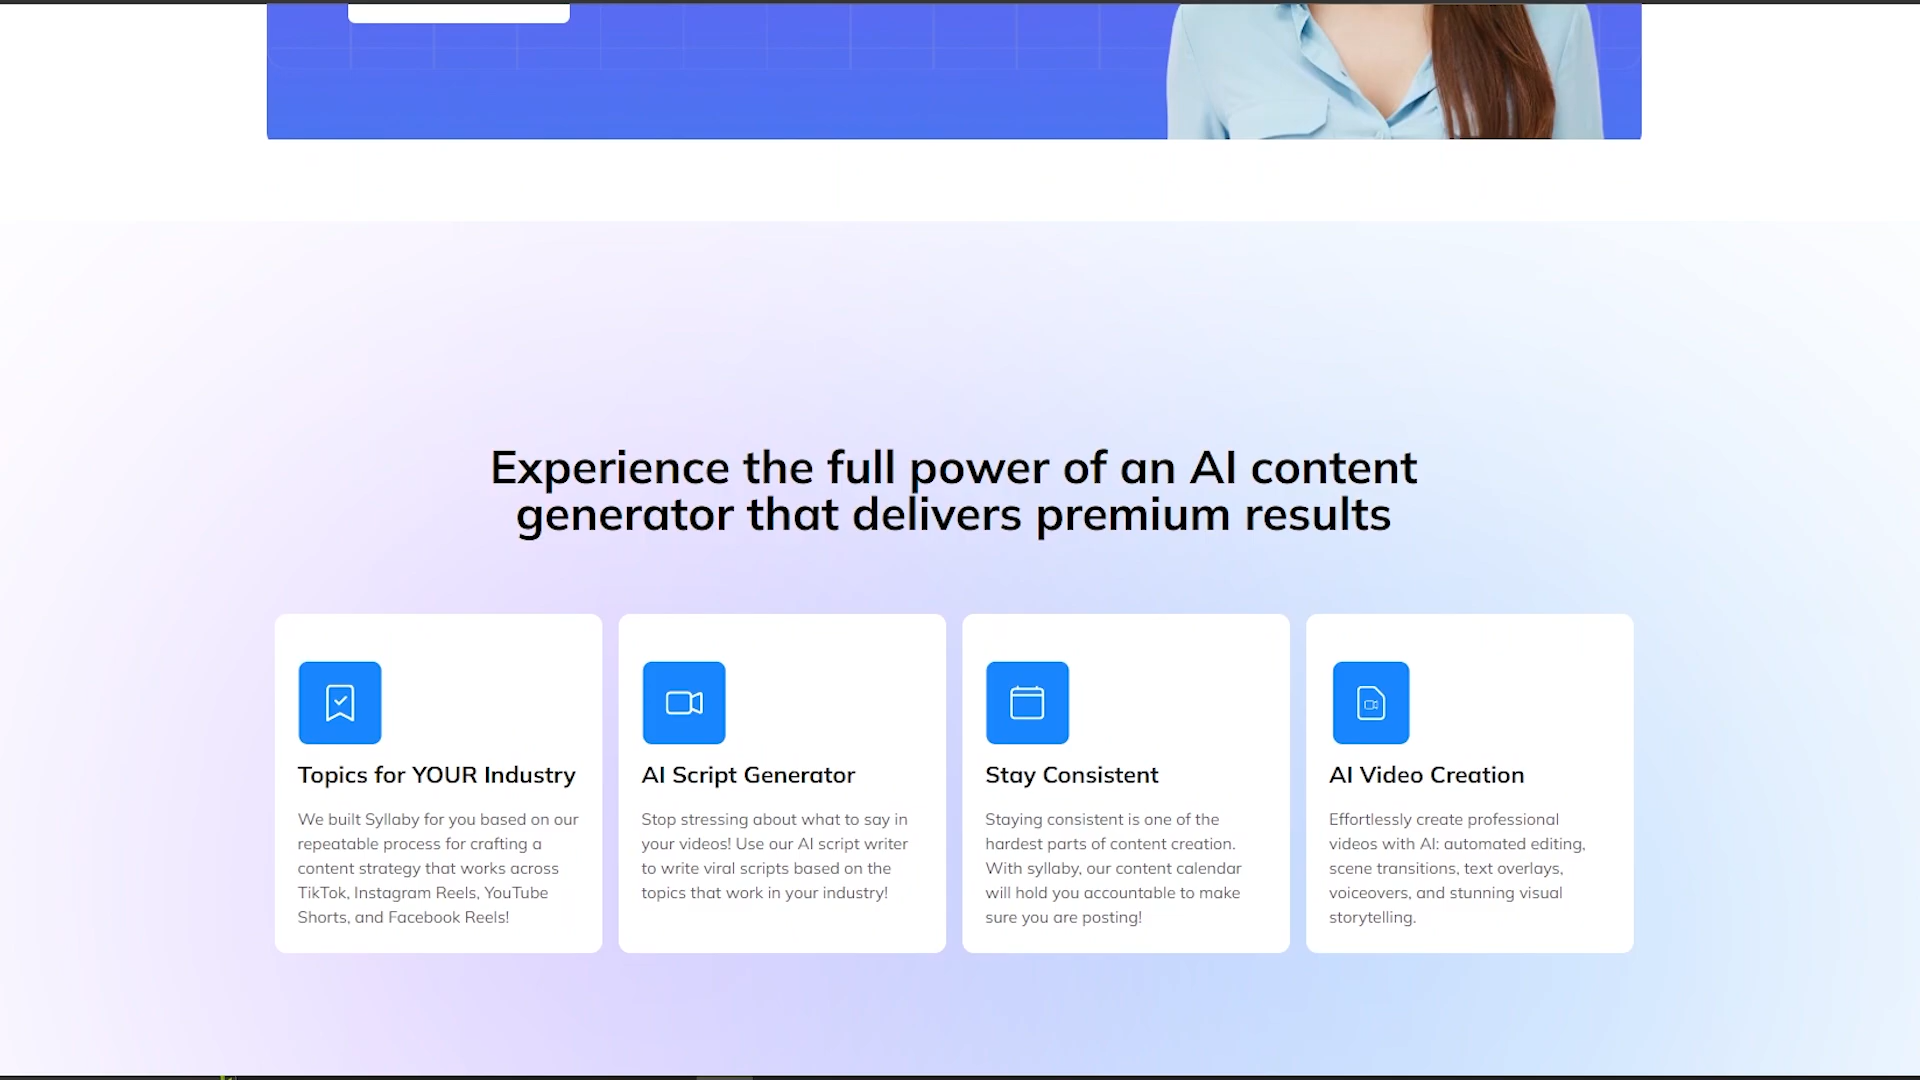 Experience the full power of an AI content
generator that delivers premium results
Topics for YOUR Industry
We built Syllaby for you based on our
repeatable process for crafting a
content strategy that works across
TikTok, Instagram Reels, YouTube
Shorts, and Facebook Reels!
AI Script Generator
Stop stressing about what to say in
your videos! Use our AI script writer
to write viral scripts based on the
topics that work in your industry!
Stay Consistent
Staying consistent is one of the
hardest parts of content creation.
With syllaby, our content calendar
will hold you accountable to make
sure you are posting!
AI Video Creation
Effortlessly create professional
videos with AI: automated editing,
scene transitions, text overlays,
voiceovers, and stunning visual
storytelling.